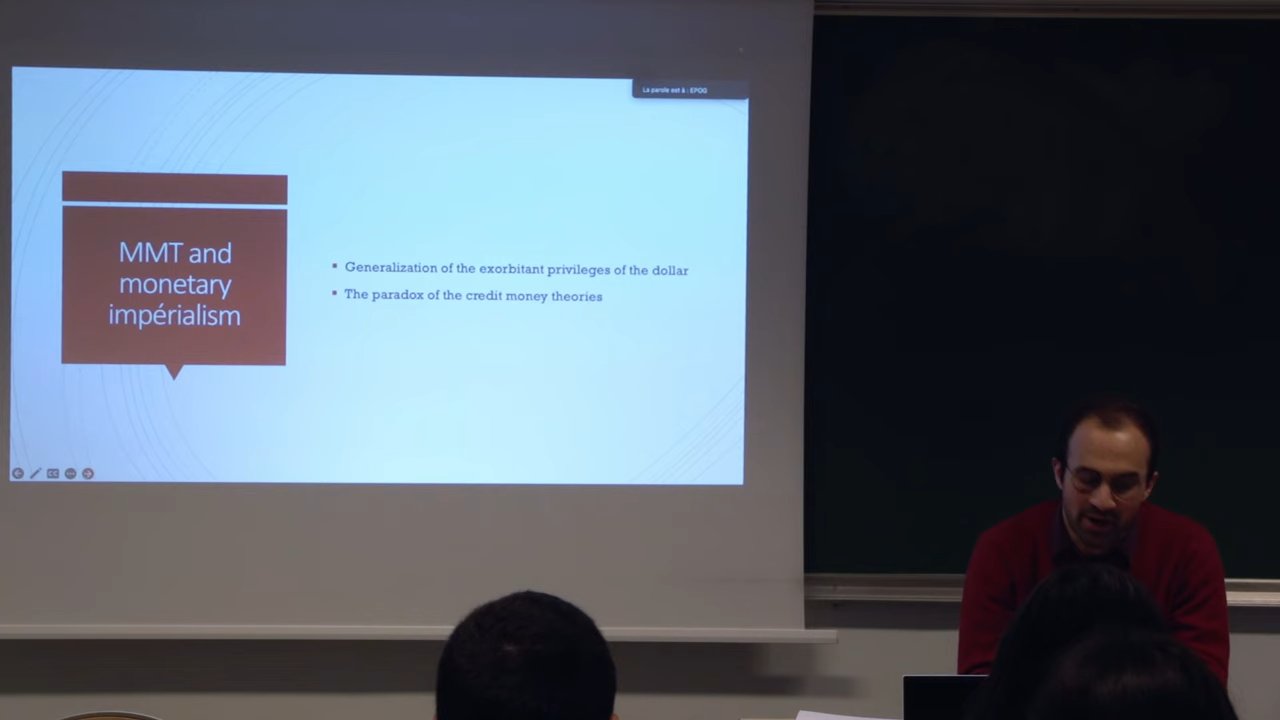 La parole est à : EPOG
MMT and
monetary
impérialism
▪ Generalization of the exorbitant privileges of the dollar
▪ The paradox of the credit money theories